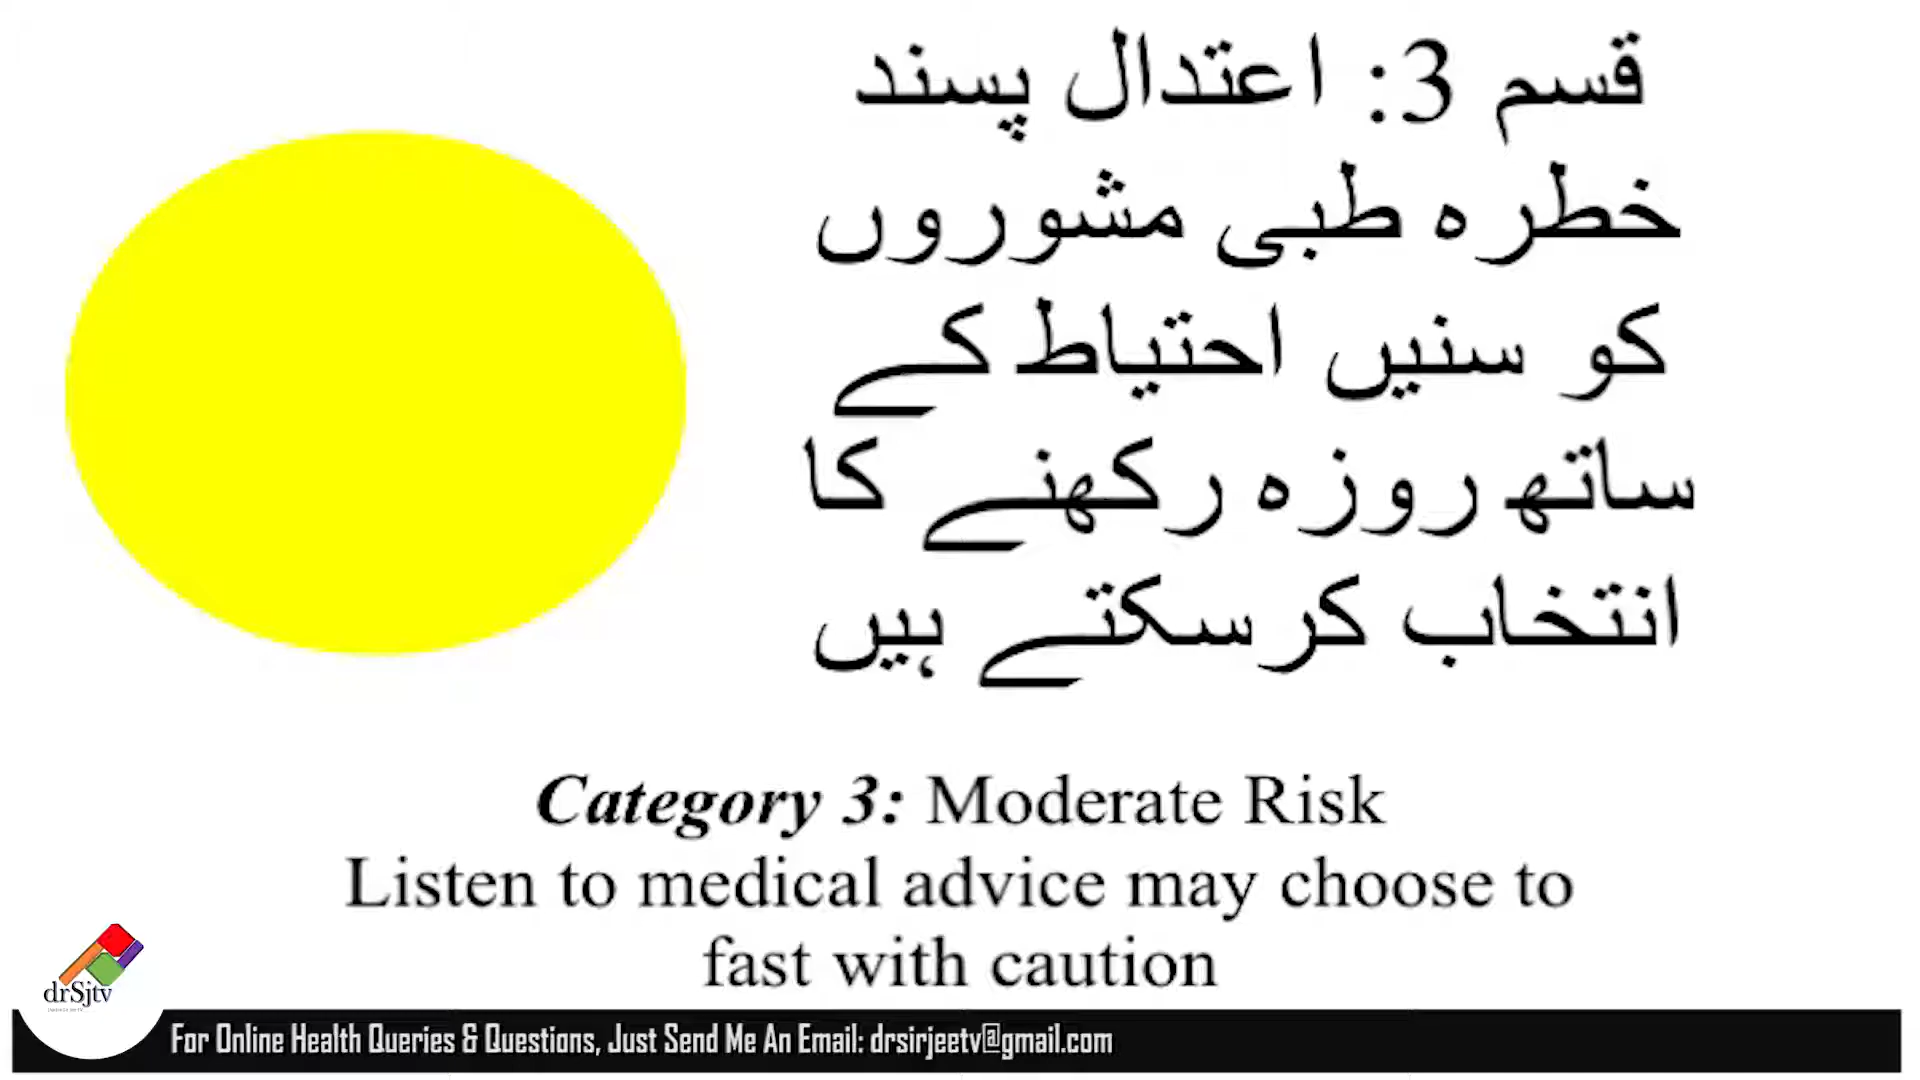 قسم 3: اعتدال پسند
خطرہ طبی مشوروں
کو سنیں احتیاط کے
ساتھ روزہ رکھنے کا
انتخاب کرسکتے ہیں
Category 3: Moderate Risk
Listen to medical advice may choose to
fast with caution
drSjtv
For Online Health Queries & Questions, Just Send Me An Email: drsirjeetv@gmail.com